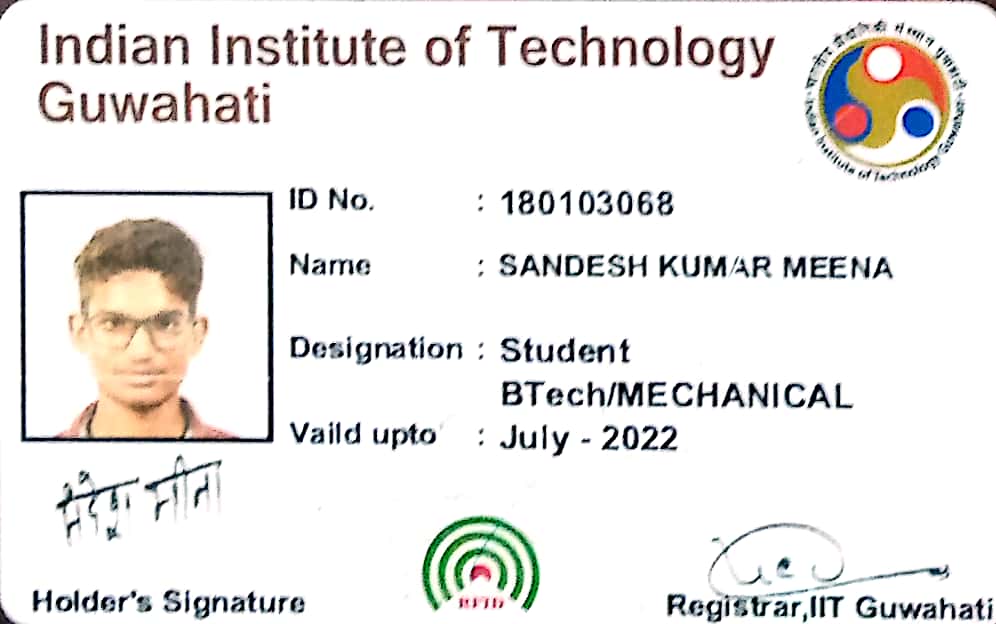 Indian Institute of Technology
Guwahati
भारतीय प्रौद्योगिकी संस्थान गुवाहाटी
Indian Institute of Technology Guwahati
ID No. : 180103068
Name : SANDESH KUMAR MEENA
Designation : Student
BTech/MECHANICAL
Vaild upto : July - 2022
संदेश मीना
Holder's Signature
RFID
Registrar,IIT Guwahati